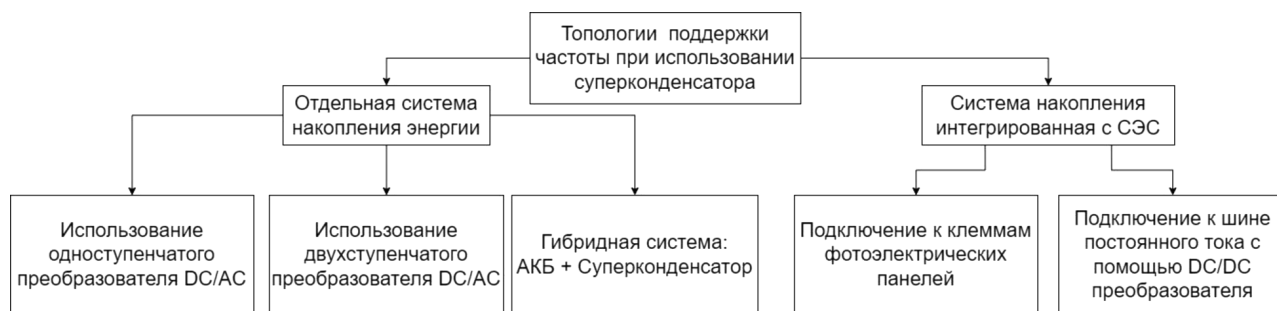 Топологии поддержки
частоты при использовании
суперконденсатора
Отдельная система
накопления энергии
Система накопления
интегрированная с СЭС
Использование
одноступенчатого
преобразователя DC/AC
Использование
двухступенчатого
преобразователя DC/AC
Гибридная система:
АКБ + Суперконденсатор
Подключение к клеммам
фотоэлектрических
панелей
Подключение к шине
постоянного тока с
помощью DC/DC
преобразователя